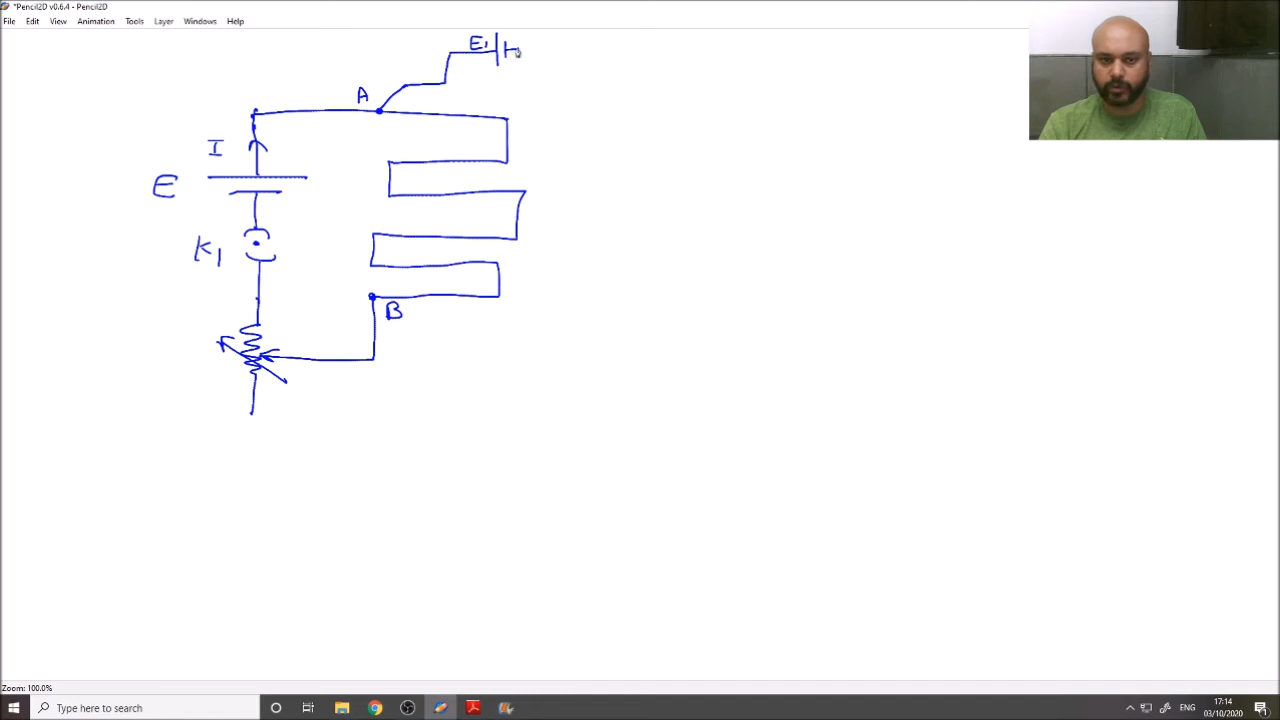 *Pencil2D v0.6.4 - Pencil2D
File Edit View Animation Tools Layer Windows Help
E1
A
I
E
K1
B
Zoom: 100.0%
Type here to search
ENG
17:14
03/10/2020
1